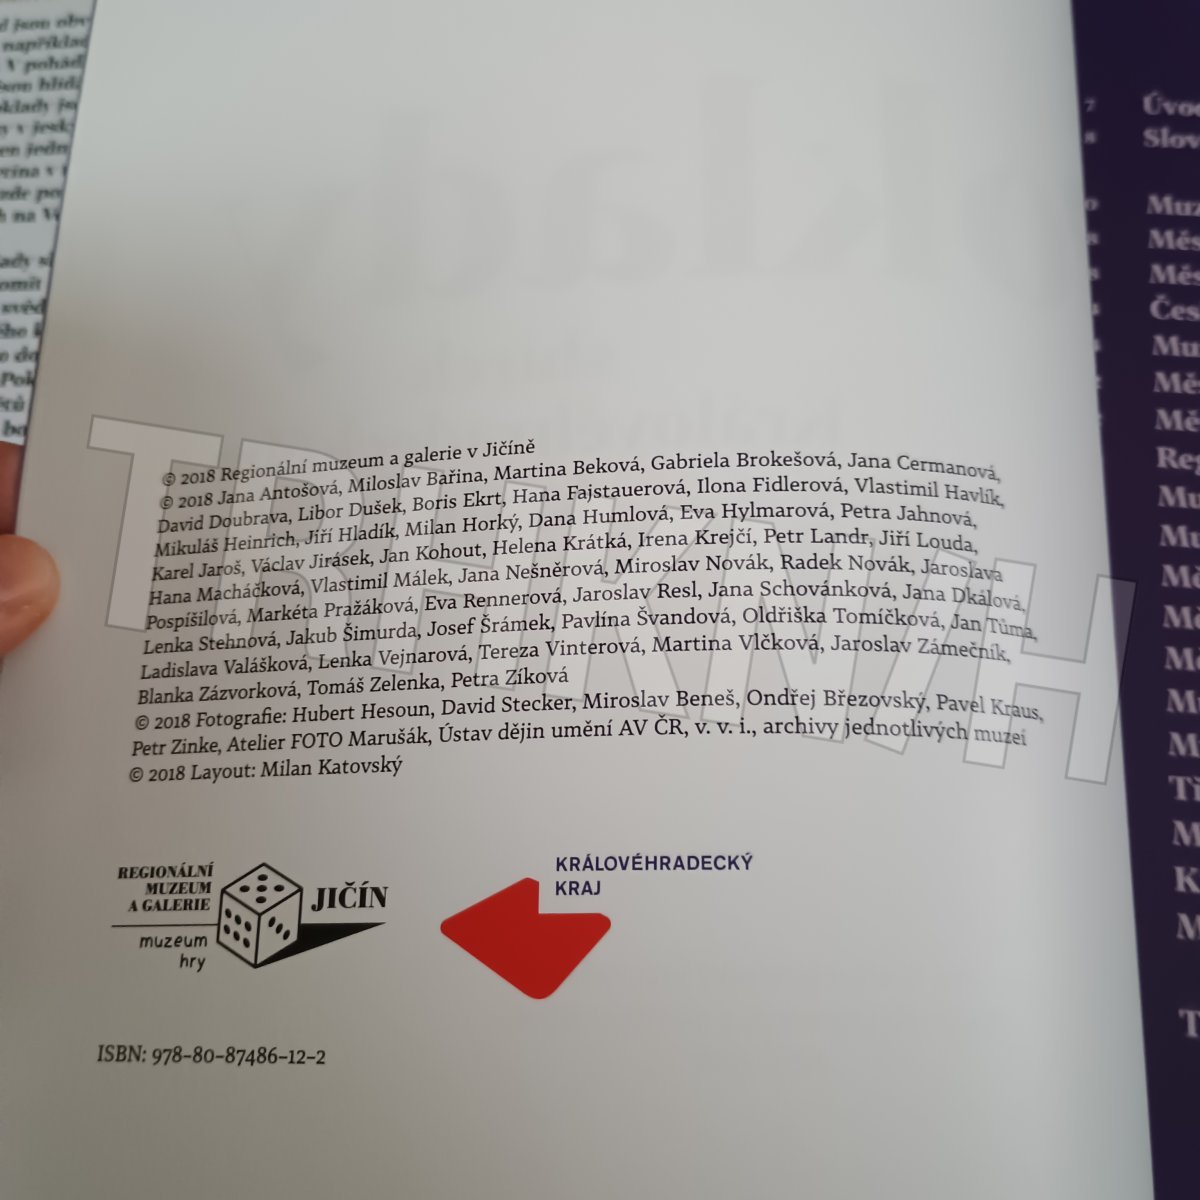 © 2018 Regionální muzeum a galerie v Jičíně
© 2018 Jana Antošová, Miloslav Bařina, Martina Beková, Gabriela Brokešová, Jana Cermanová,
David Doubrava, Libor Dušek, Boris Ekrt, Hana Fajstauerová, Ilona Fidlerová, Vlastimil Havlík,
Mikuláš Heinrich, Jíří Hladík, Milan Horký, Dana Humlová, Eva Hylmarová, Petra Jahnová,
Karel Jaroš, Václav Jirásek, Jan Kohout, Helena Krátká, Irena Krejčí, Petr Landr, Jiří Louda,
Hana Macháčková, Vlastimil Málek, Jana Nešněrová, Miroslav Novák, Radek Novák, Jaroslava
Pospíšilová, Markéta Pražáková, Eva Rennerová, Jaroslav Resl, Jana Schovánková, Jana Dkálová,
Lenka Stehnová, Jakub Šimurda, Josef Šrámek, Pavlína Švandová, Oldřiška Tomíčková, Jan Tůma,
Ladislava Valášková, Lenka Vejnarová, Tereza Vinterová, Martina Vlčková, Jaroslav Zámečník,
Blanka Zázvorková, Tomáš Zelenka, Petra Zíková
© 2018 Fotografie: Hubert Hesoun, David Stecker, Miroslav Beneš, Ondřej Březovský, Pavel Kraus,
Petr Zinke, Atelier FOTO Marušák, Ústav dějin umění AV ČR, v. v. i., archivy jednotlivých muzeí
© 2018 Layout: Milan Katovský
REGIONÁLNÍ
MUZEUM
A GALERIE
JIČÍN
muzeum
hry
KRÁLOVÉHRADECKÝ
KRAJ
ISBN: 978-80-87486-12-2
TREKNIH